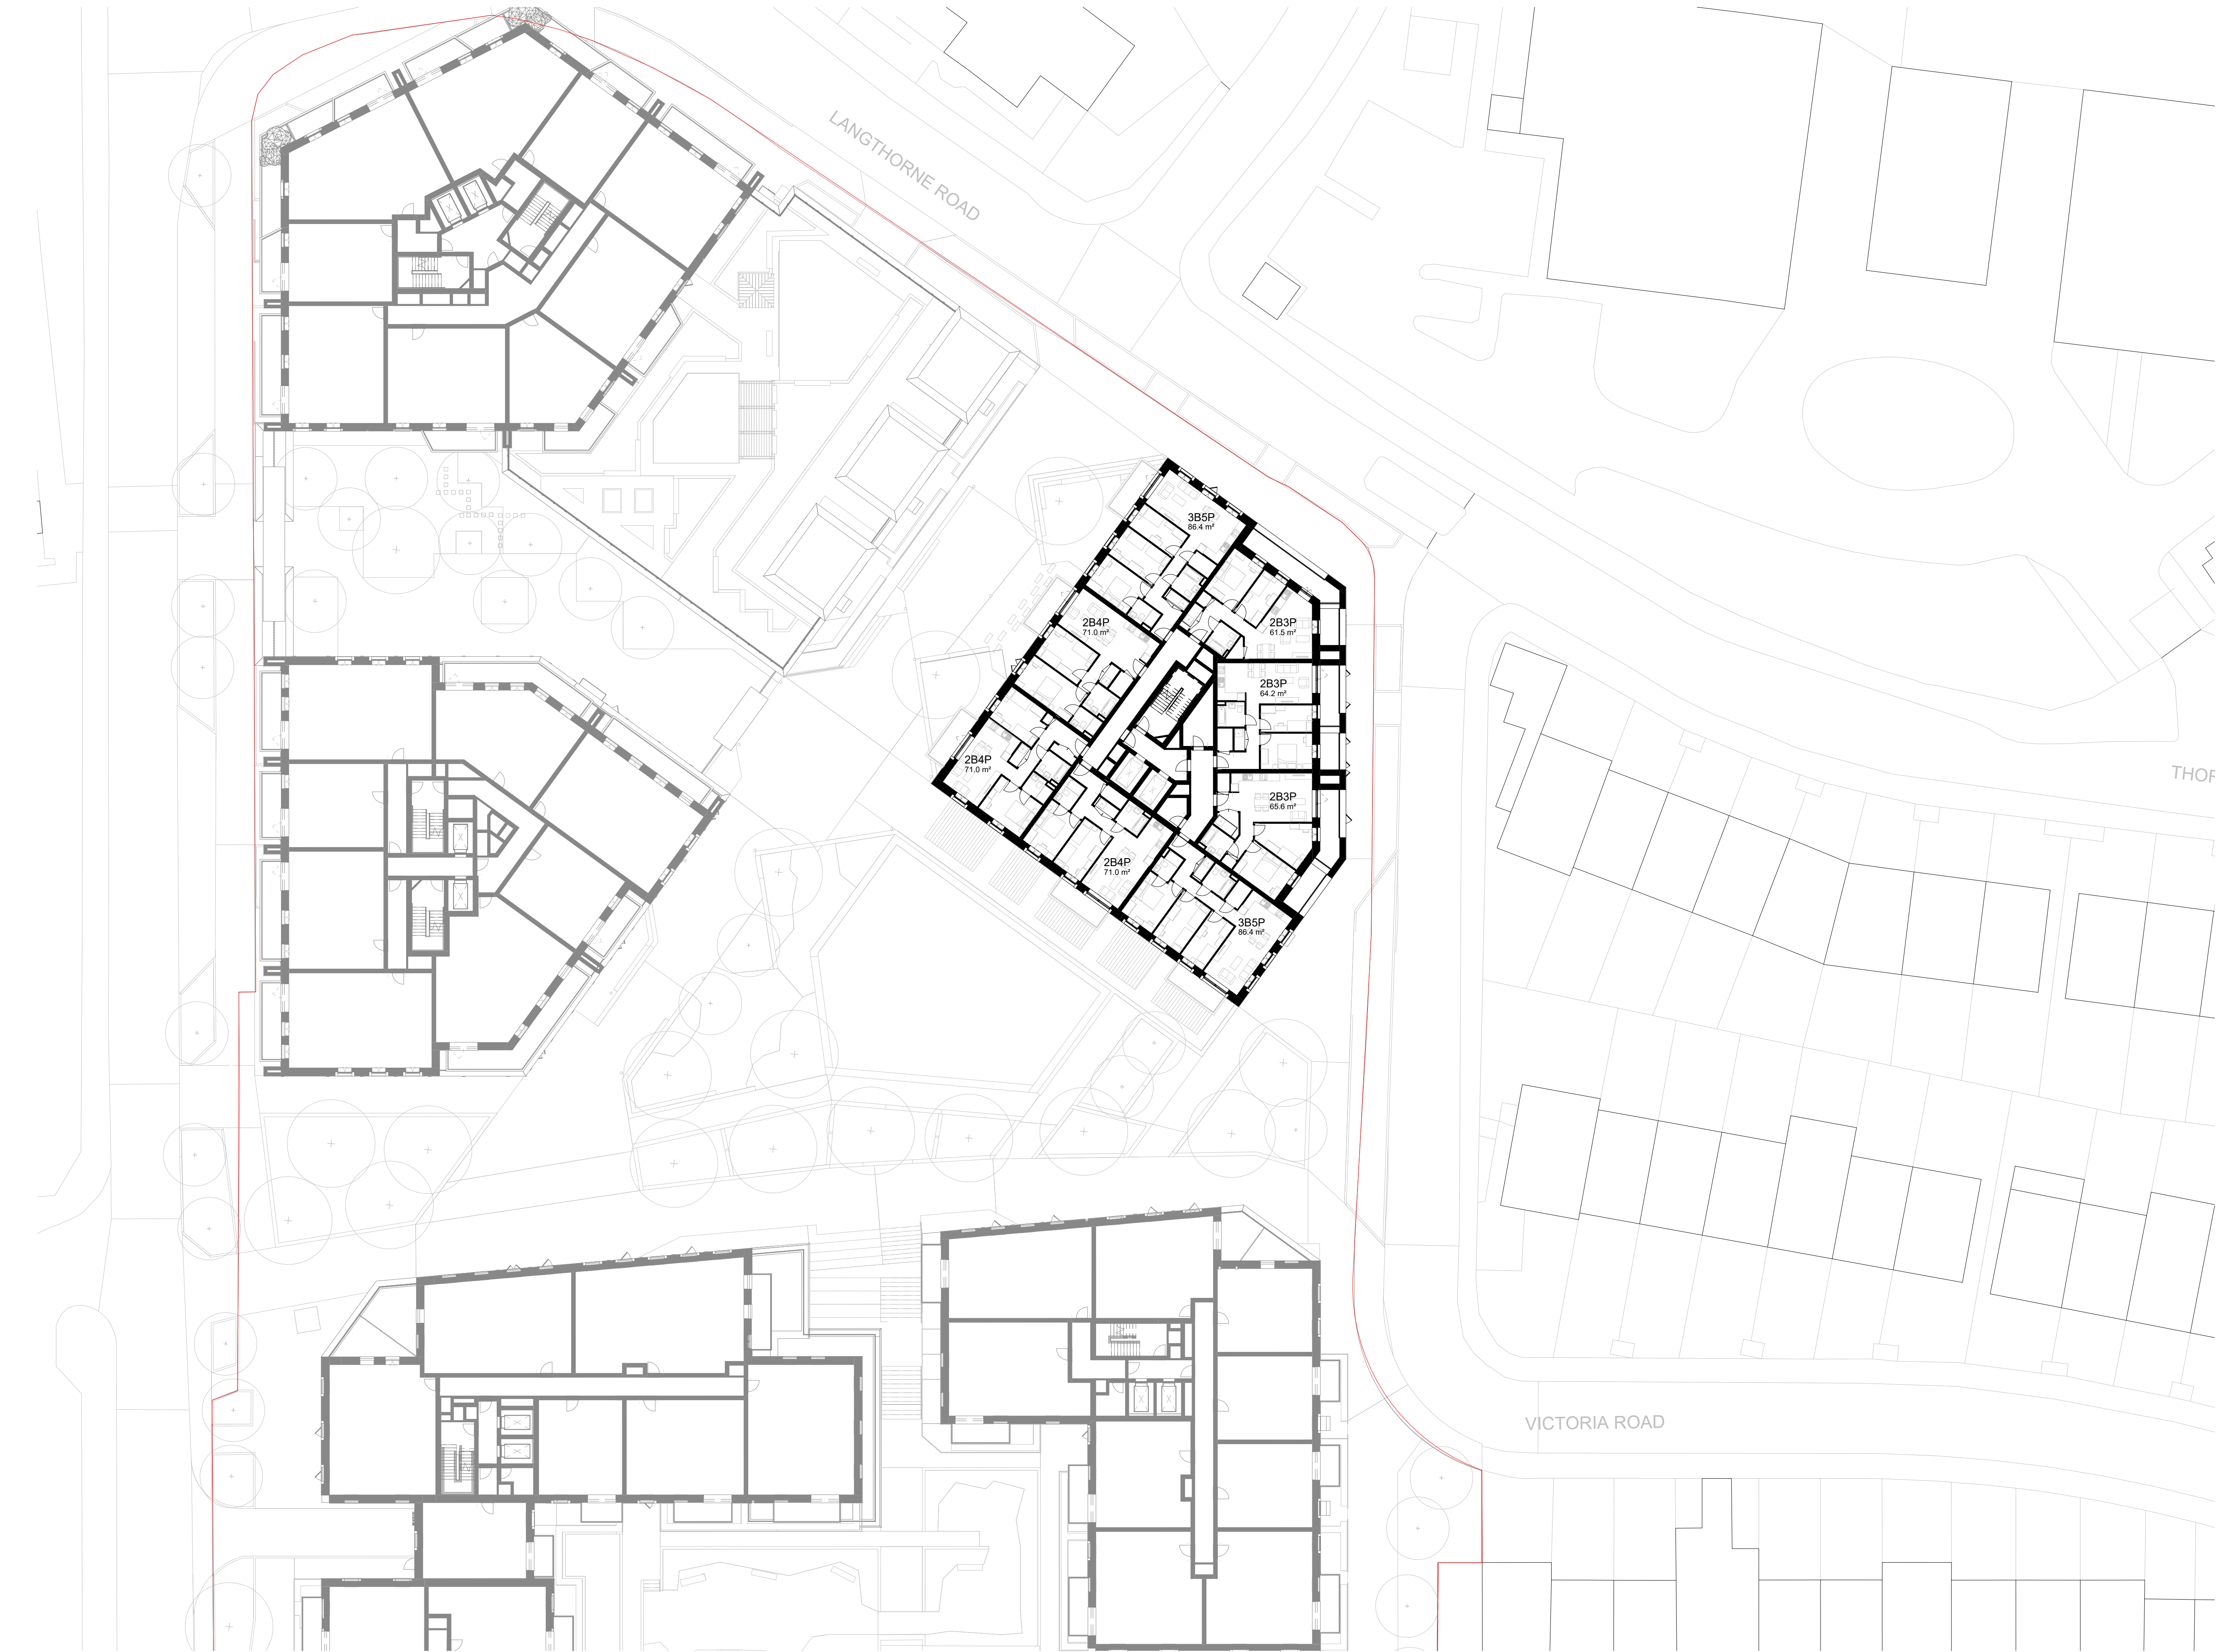 LANGTHORNE ROAD
3B5P
86.4 m²
2B4P
71.0 m²
2B3P
61.5 m²
2B3P
64.2 m²
2B4P
71.0 m²
2B3P
65.6 m²
2B4P
71.0 m²
3B5P
86.4 m²
THOR
VICTORIA ROAD